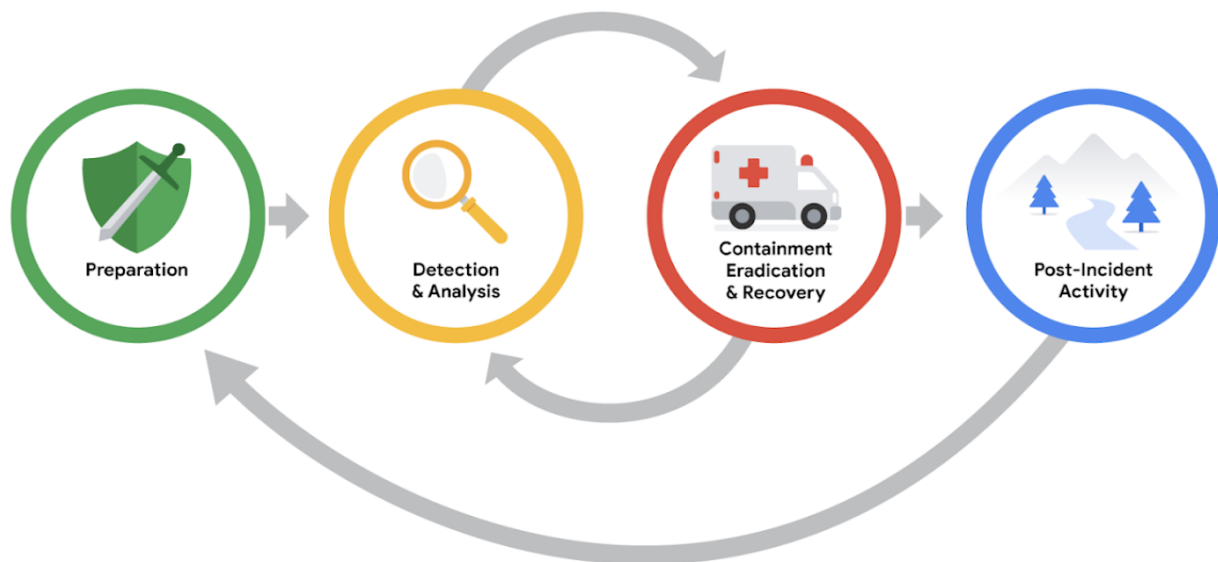 Preparation
Detection
& Analysis
Containment
Eradication
& Recovery
Post-Incident
Activity